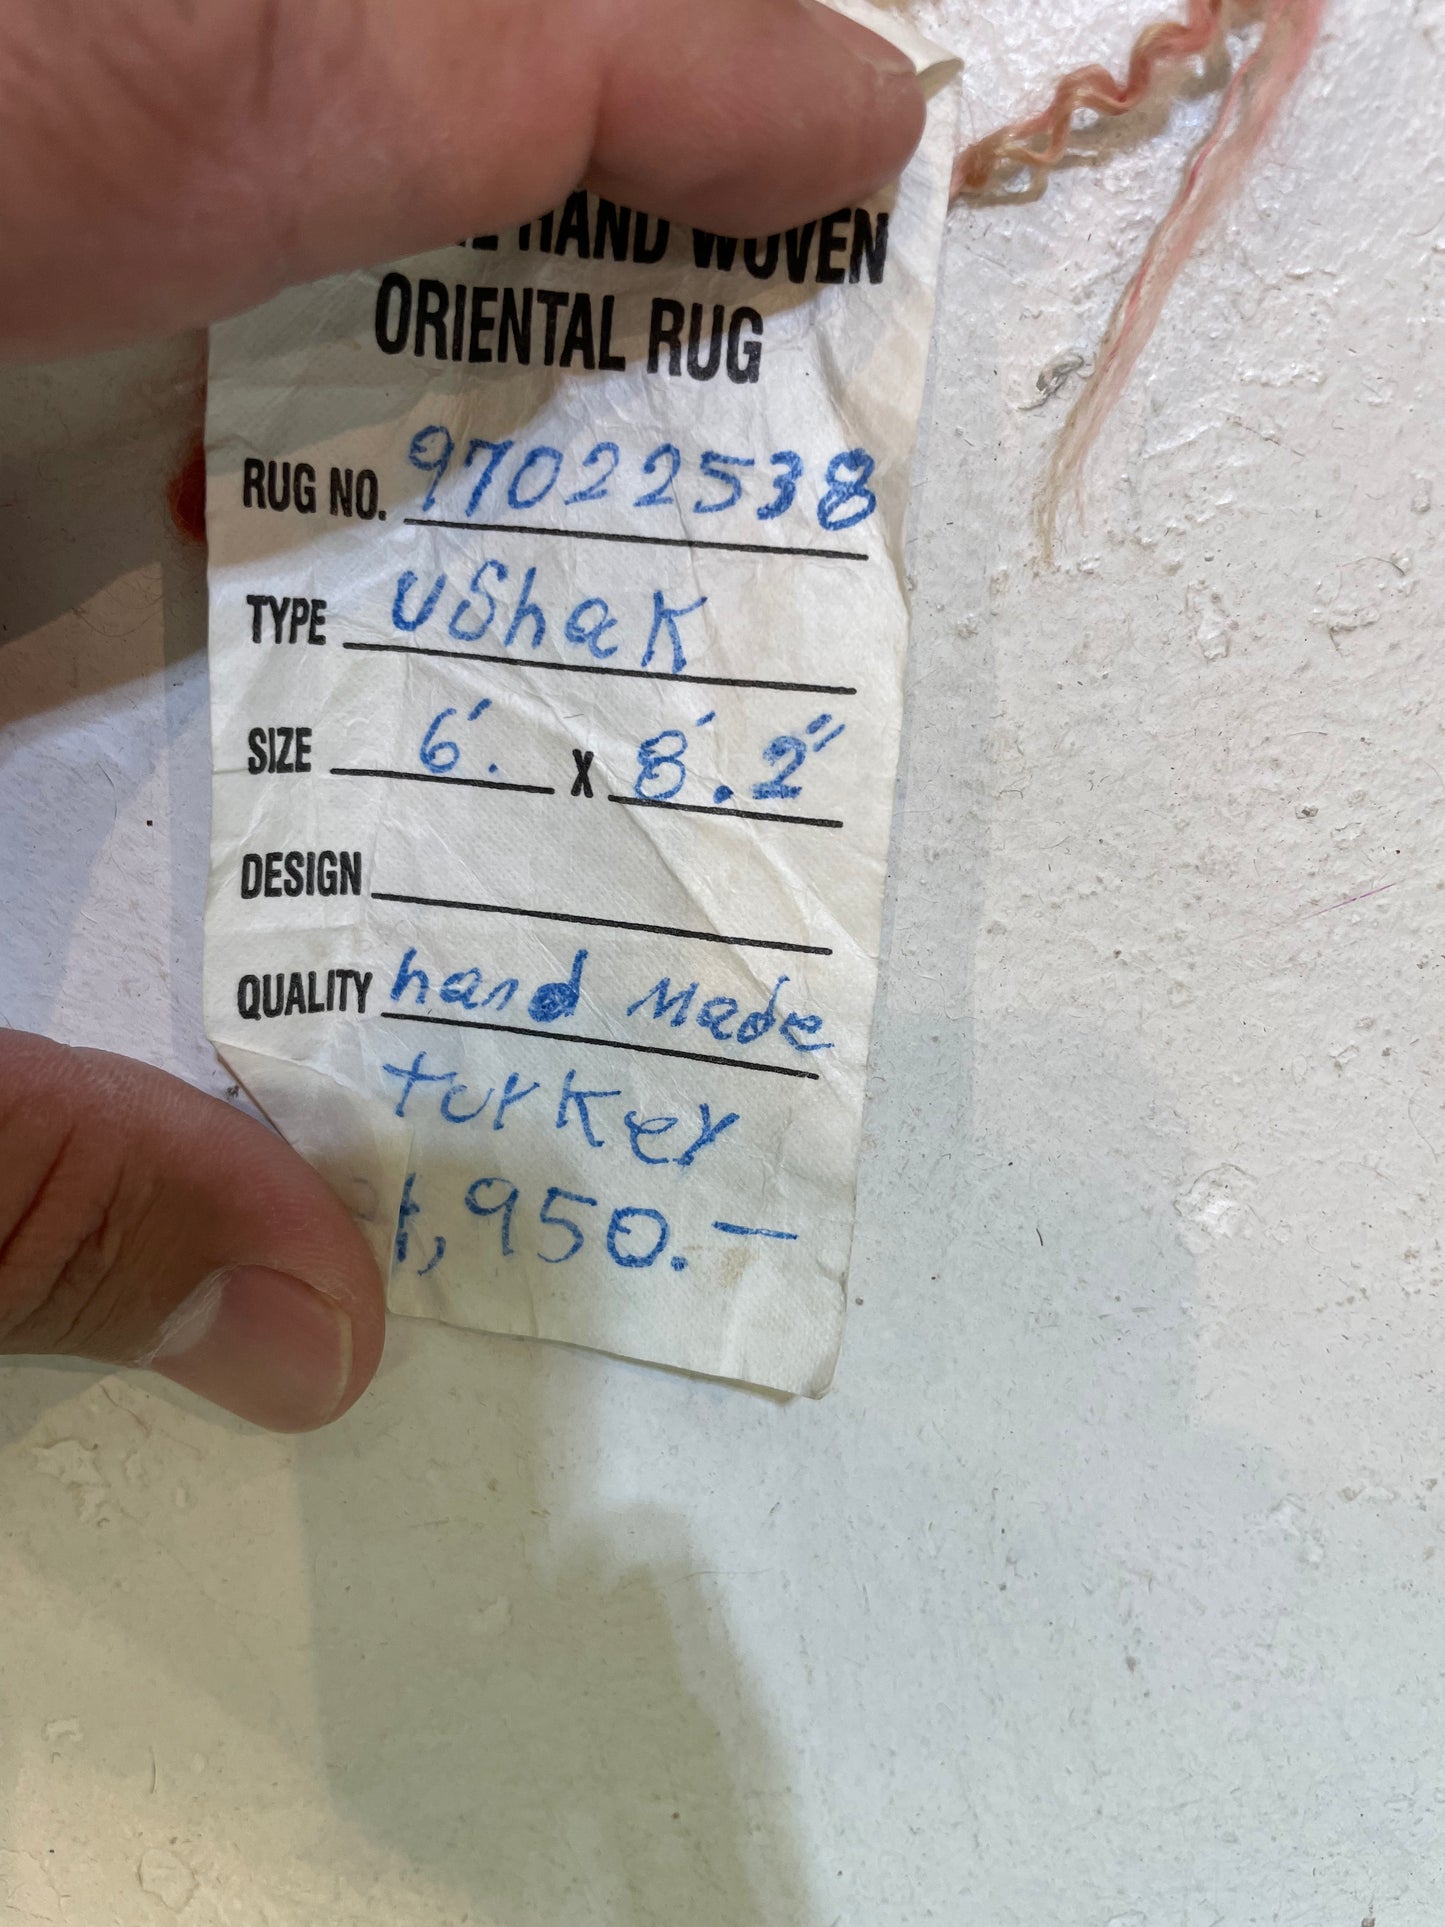 HAND WOVEN
ORIENTAL RUG
RUG NO. 97022538
TYPE UShak
SIZE 6'. X 8'.2"
DESIGN
QUALITY hand Made
turkey
1,950.—